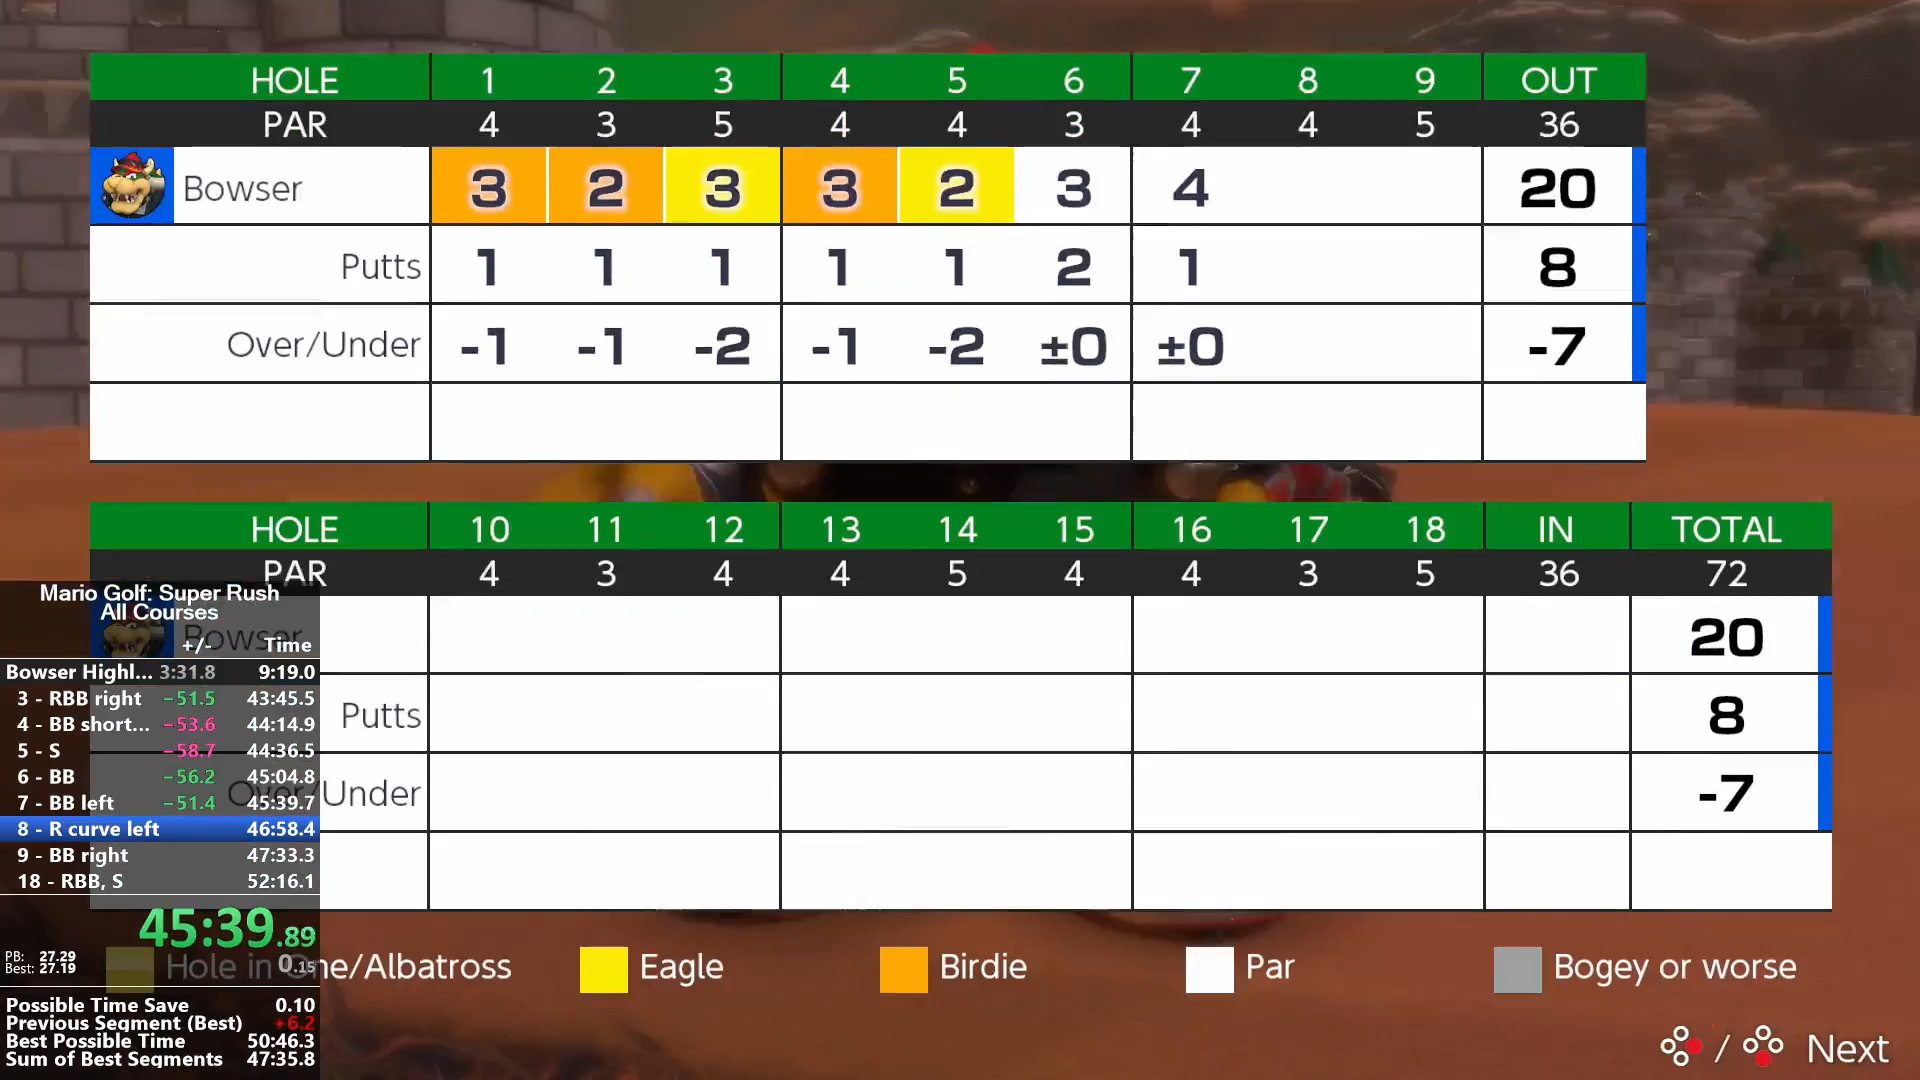 HOLE 1 2 3 4 5 6 7 8 9 OUT
PAR 4 3 5 4 4 3 4 4 5 36
Bowser 3 2 3 3 2 3 4 20
Putts 1 1 1 1 1 2 1 8
Over/Under -1 -1 -2 -1 -2 ±0 ±0 -7
HOLE 10 11 12 13 14 15 16 17 18 IN TOTAL
PAR 4 3 4 4 5 4 4 3 5 36 72
Bowser 20
Putts 8
Over/Under -7
Mario Golf: Super Rush
All Courses
+/- Time
Bowser Highl... 3:31.8 9:19.0
3 - RBB right -51.5 43:45.5
4 - BB short... -53.6 44:14.9
5 - S -58.7 44:36.5
6 - BB -56.2 45:04.8
7 - BB left -51.4 45:39.7
8 - R curve left 46:58.4
9 - BB right 47:33.3
18 - RBB, S 52:16.1
45:39.89
PB: 27.29
Best: 27.19 0.15
Possible Time Save 0.10
Previous Segment (Best) +6.2
Best Possible Time 50:46.3
Sum of Best Segments 47:35.8
Hole in One/Albatross Eagle Birdie Par Bogey or worse
/ Next